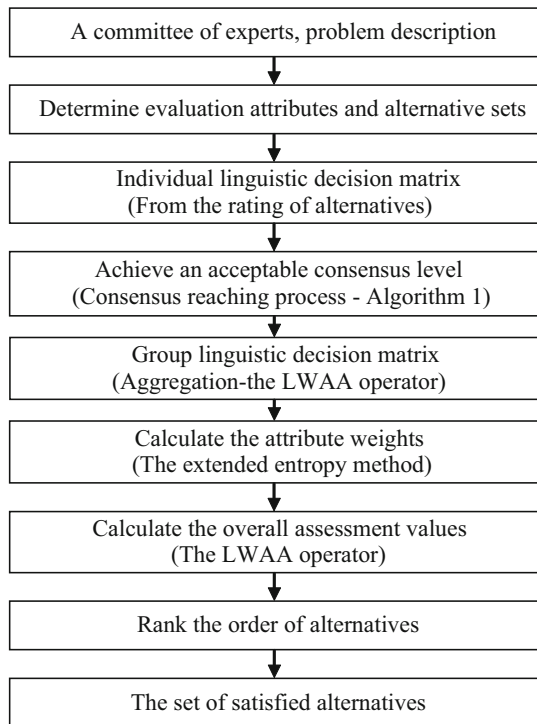 A committee of experts, problem description
Determine evaluation attributes and alternative sets
Individual linguistic decision matrix
(From the rating of alternatives)
Achieve an acceptable consensus level
(Consensus reaching process - Algorithm 1)
Group linguistic decision matrix
(Aggregation-the LWAA operator)
Calculate the attribute weights
(The extended entropy method)
Calculate the overall assessment values
(The LWAA operator)
Rank the order of alternatives
The set of satisfied alternatives